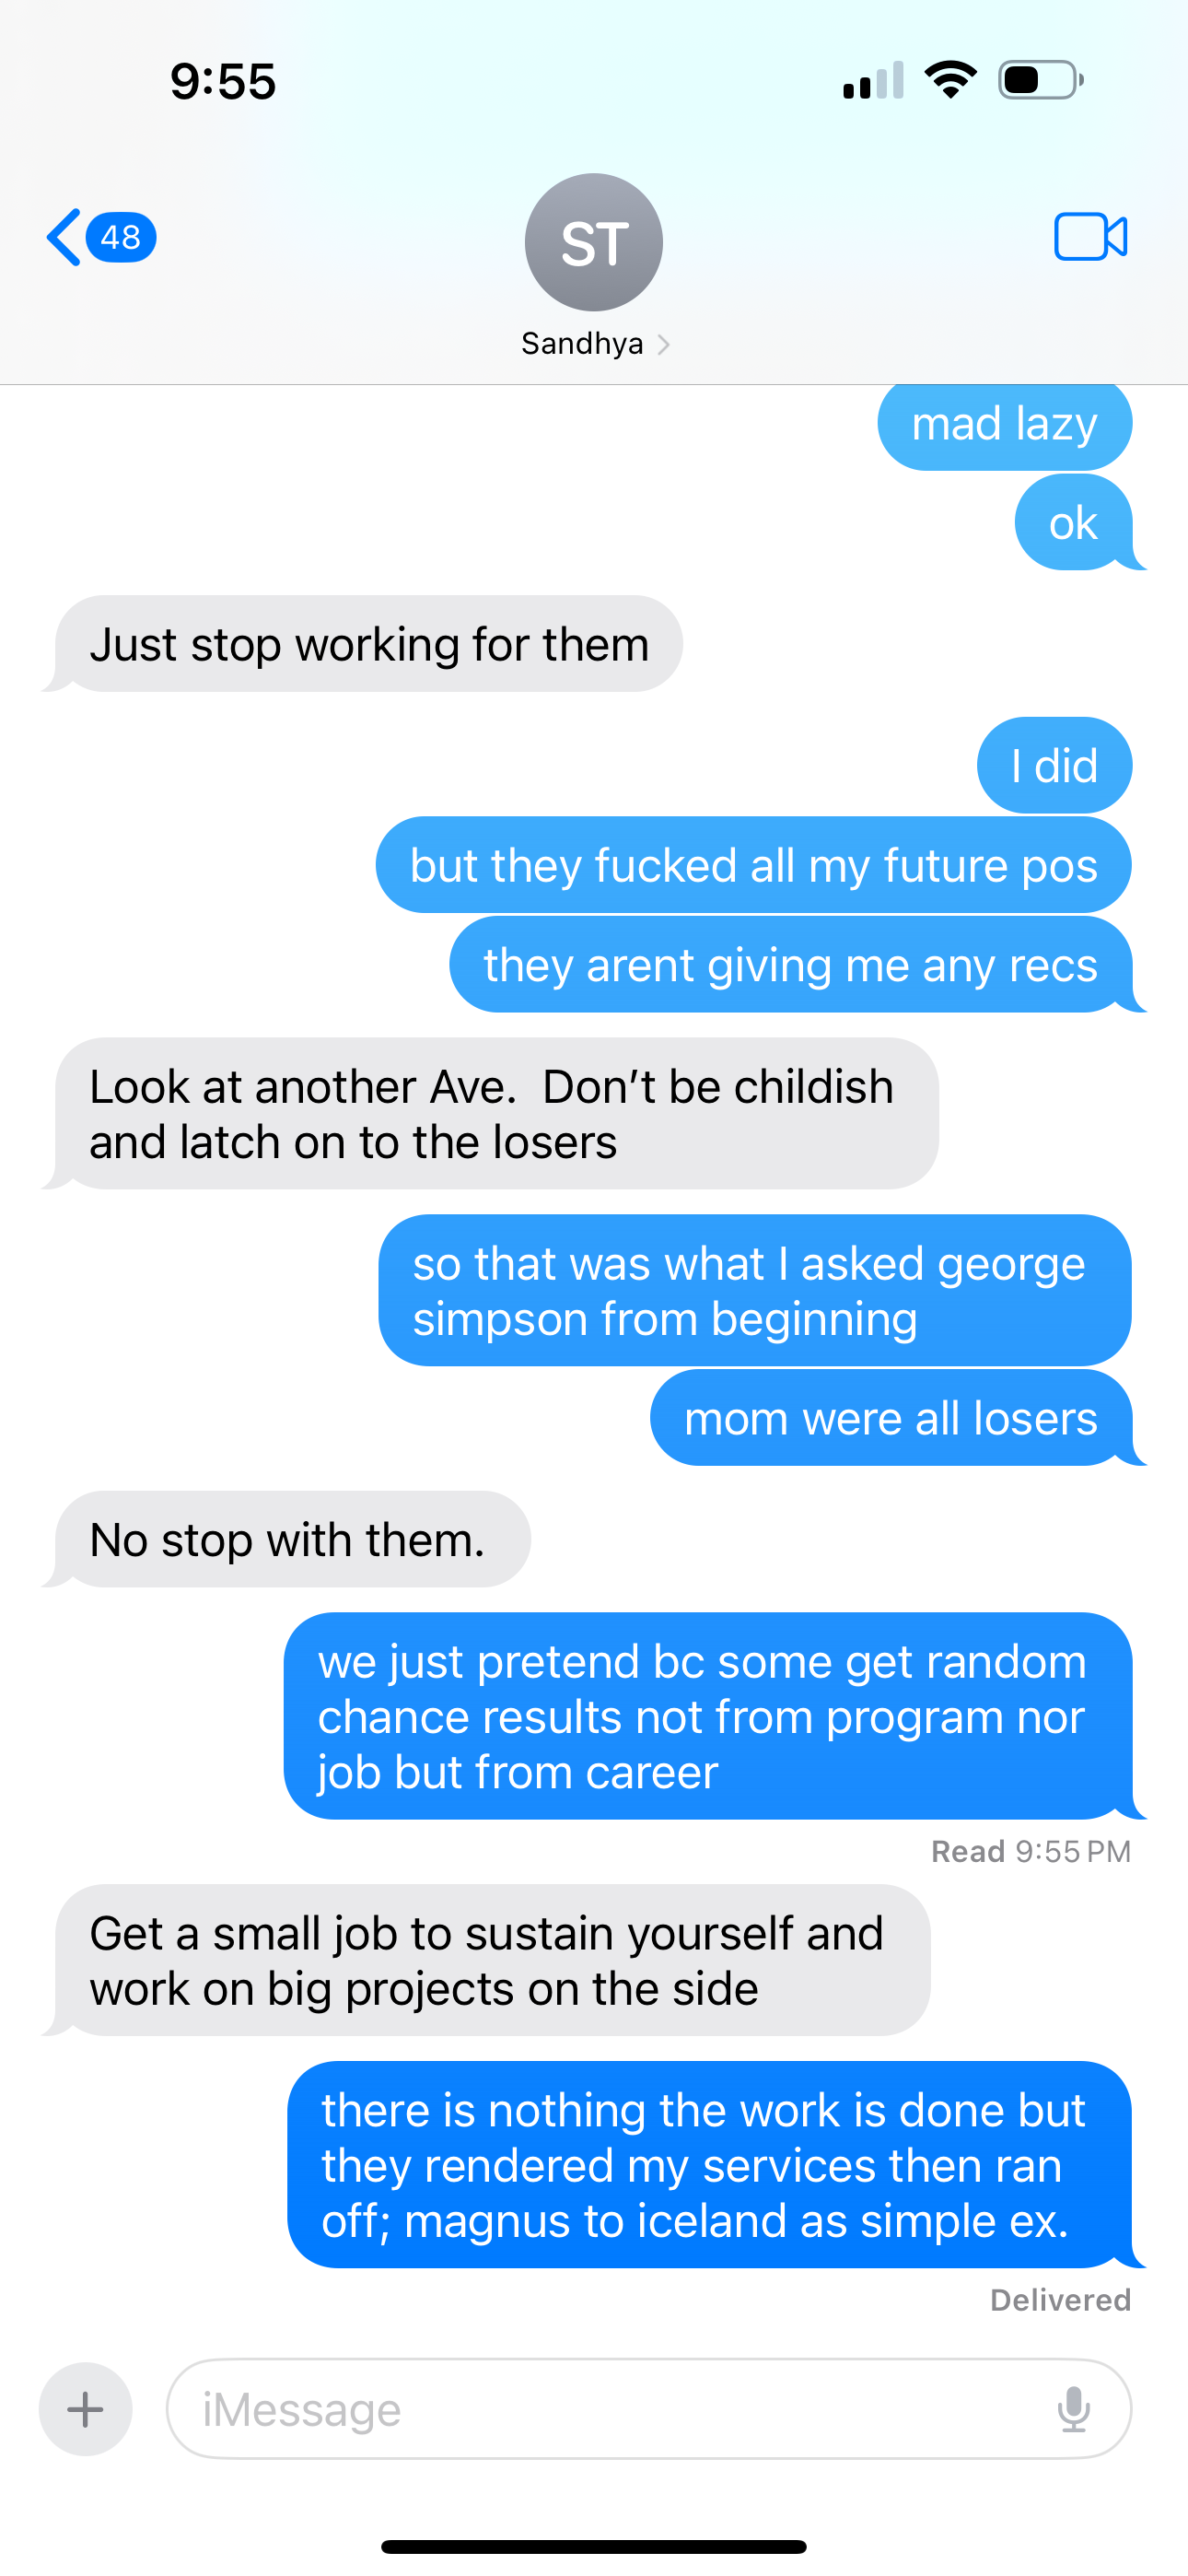 9:55
48
ST
Sandhya
mad lazy
ok
Just stop working for them
I did
but they fucked all my future pos
they arent giving me any recs
Look at another Ave.  Don’t be childish
and latch on to the losers
so that was what I asked george
simpson from beginning
mom were all losers
No stop with them.
we just pretend bc some get random
chance results not from program nor
job but from career
Read 9:55 PM
Get a small job to sustain yourself and
work on big projects on the side
there is nothing the work is done but
they rendered my services then ran
off; magnus to iceland as simple ex.
Delivered
iMessage